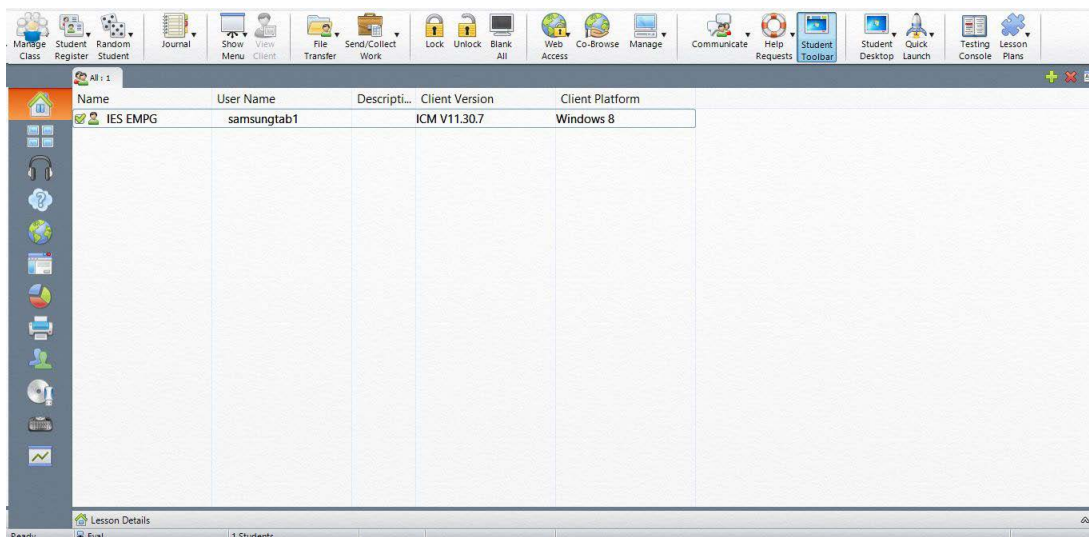 Manage Class
Student Register
Random Student
Journal
Show Menu
View Client
File Transfer
Send/Collect Work
Lock
Unlock
Blank All
Web Access
Co-Browse
Manage
Communicate
Help Requests
Student Toolbar
Student Desktop
Quick Launch
Testing Console
Lesson Plans
All : 1
Name User Name Descripti... Client Version Client Platform
IES EMPG samsungtab1 ICM V11.30.7 Windows 8
Lesson Details
Ready Eval 1 Students